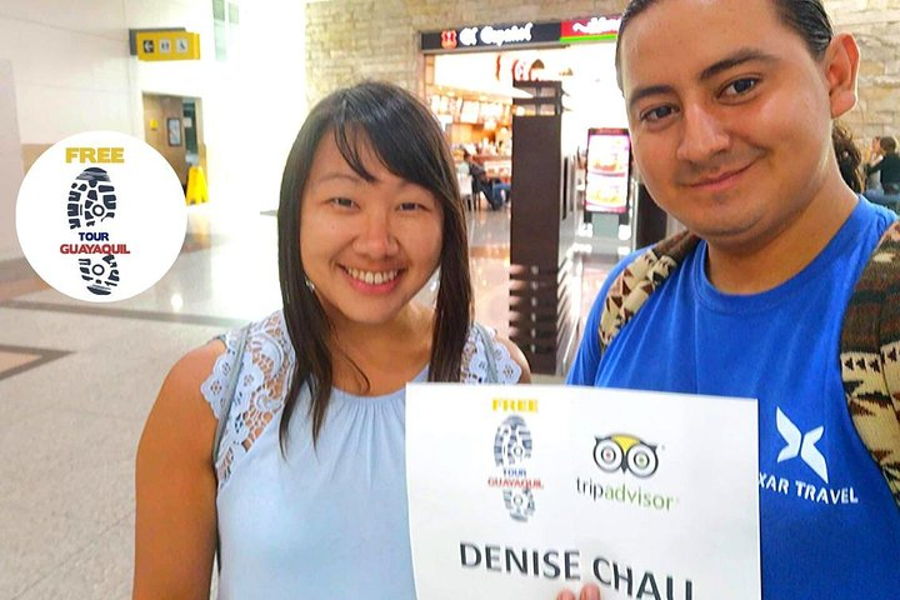 El Español
FREE
TOUR
GUAYAQUIL
FREE
TOUR
GUAYAQUIL
tripadvisor
DENISE CHAU
XAR TRAVEL